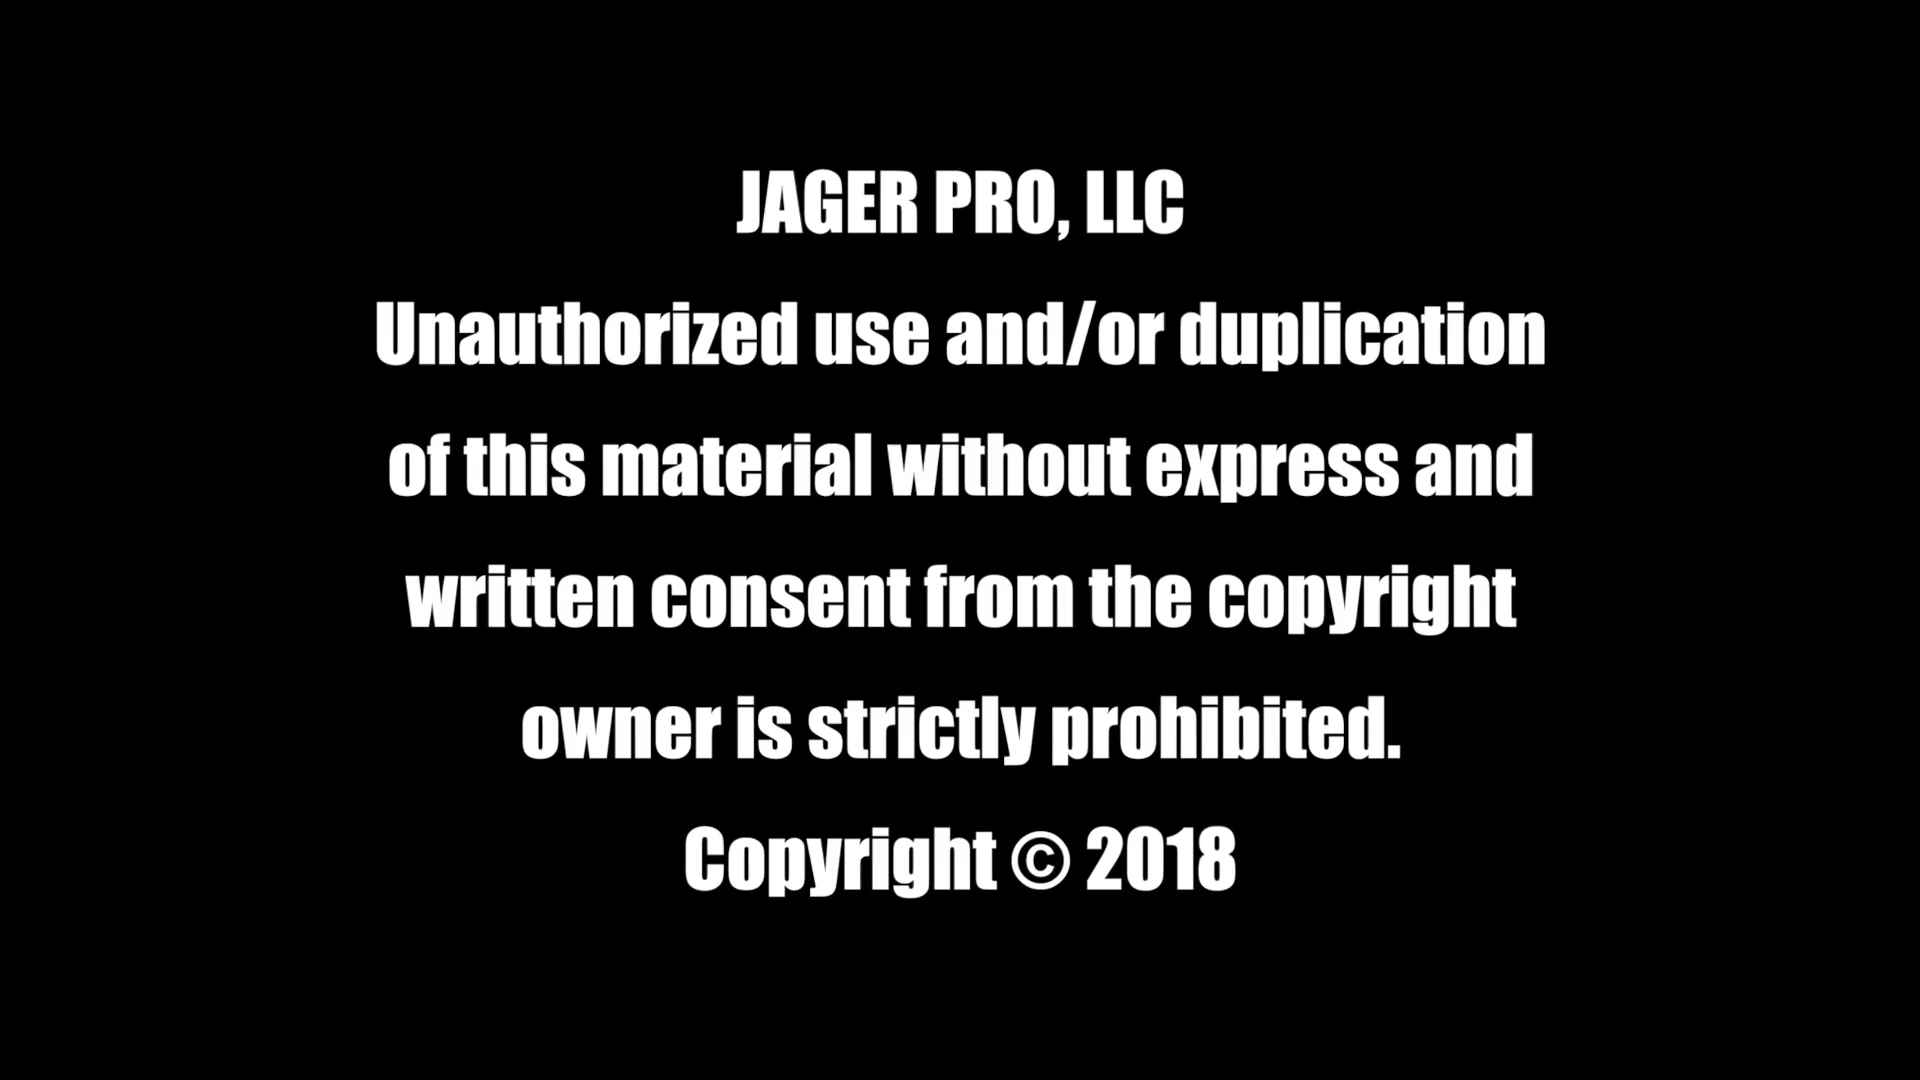 JAGER PRO, LLC
Unauthorized use and/or duplication
of this material without express and
written consent from the copyright
owner is strictly prohibited.
Copyright © 2018